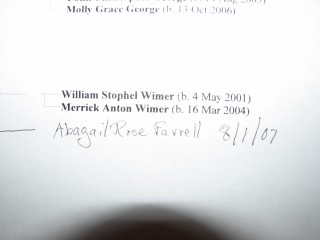 Molly Grace George (b. 13 Oct 2006)
William Stophel Wimer (b. 4 May 2001)
Merrick Anton Wimer (b. 16 Mar 2004)
Abagail Rose Farrell 8/1/07